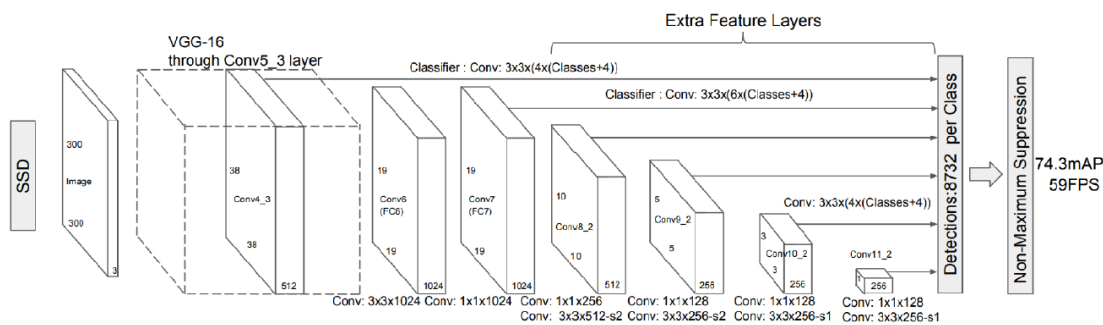 Extra Feature Layers
VGG-16
through Conv5_3 layer
Classifier : Conv: 3x3x(4x(Classes+4))
Classifier : Conv: 3x3x(6x(Classes+4))
SSD
300
Image
300
3
38
Conv4_3
38
512
19
Conv6
(FC6)
19
1024
19
Conv7
(FC7)
19
1024
10
Conv8_2
10
512
5
Conv9_2
5
256
Conv: 3x3x(4x(Classes+4))
3
Conv10_2
3
256
Conv11_2
1
256
Detections:8732 per Class
Non-Maximum Suppression
74.3mAP
59FPS
Conv: 3x3x1024
Conv: 1x1x1024
Conv: 1x1x256
Conv: 3x3x512-s2
Conv: 1x1x128
Conv: 3x3x256-s2
Conv: 1x1x128
Conv: 3x3x256-s1
Conv: 1x1x128
Conv: 3x3x256-s1